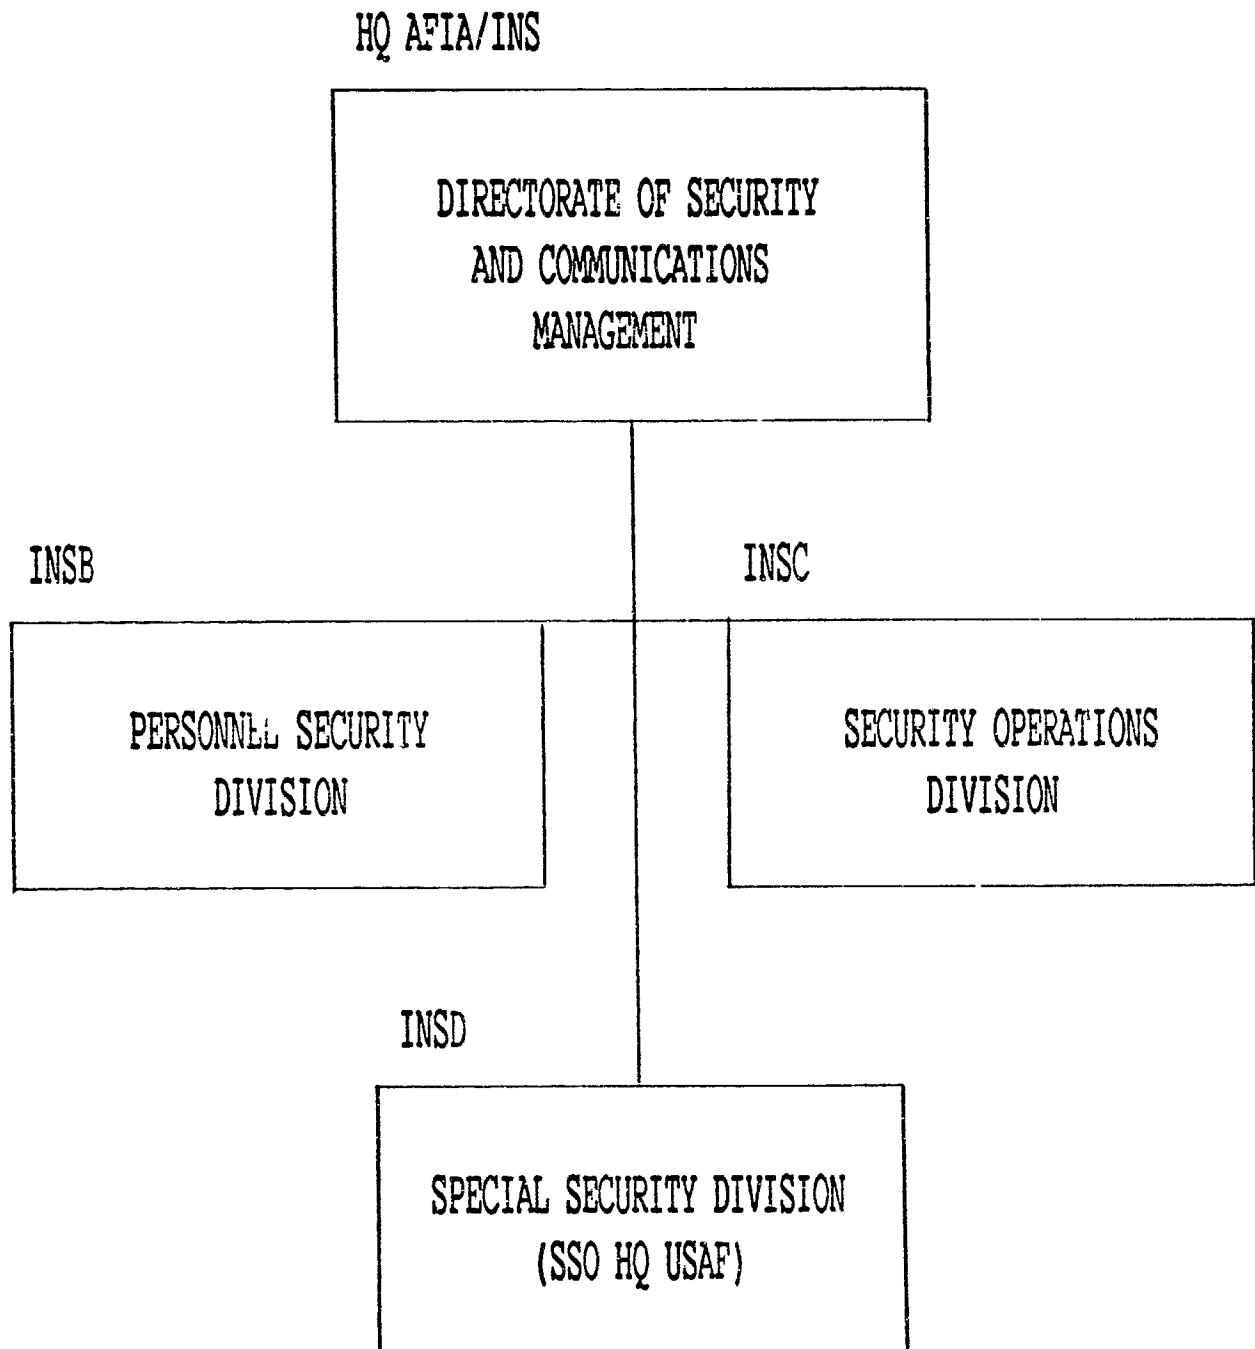 HQ AFIA/INS
DIRECTORATE OF SECURITY
AND COMMUNICATIONS
MANAGEMENT
INSB
INSC
PERSONNEL SECURITY
DIVISION
SECURITY OPERATIONS
DIVISION
INSD
SPECIAL SECURITY DIVISION
(SSO HQ USAF)